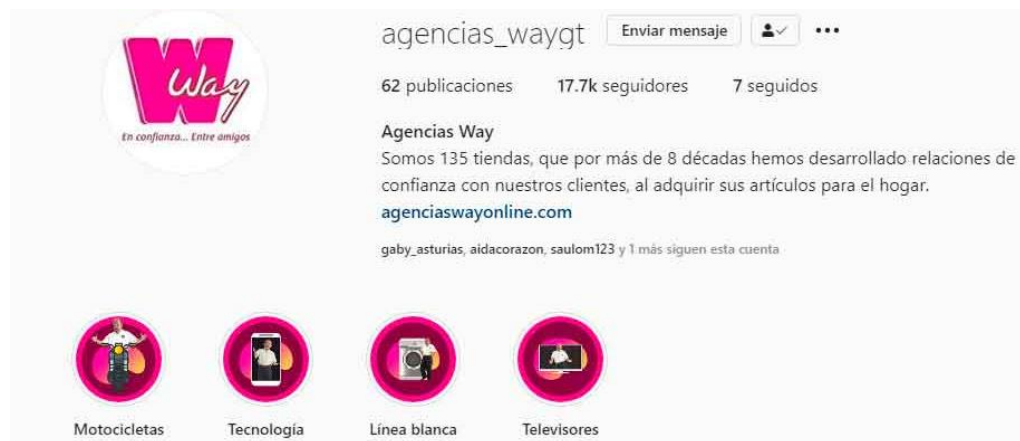 Way
En confianza... Entre amigos
agencias_waygt Enviar mensaje
62 publicaciones 17.7k seguidores 7 seguidos
Agencias Way
Somos 135 tiendas, que por más de 8 décadas hemos desarrollado relaciones de
confianza con nuestros clientes, al adquirir sus artículos para el hogar.
agenciaswayonline.com
gaby_asturias, aidacorazon, saulom123 y 1 más siguen esta cuenta
Motocicletas Tecnología Línea blanca Televisores